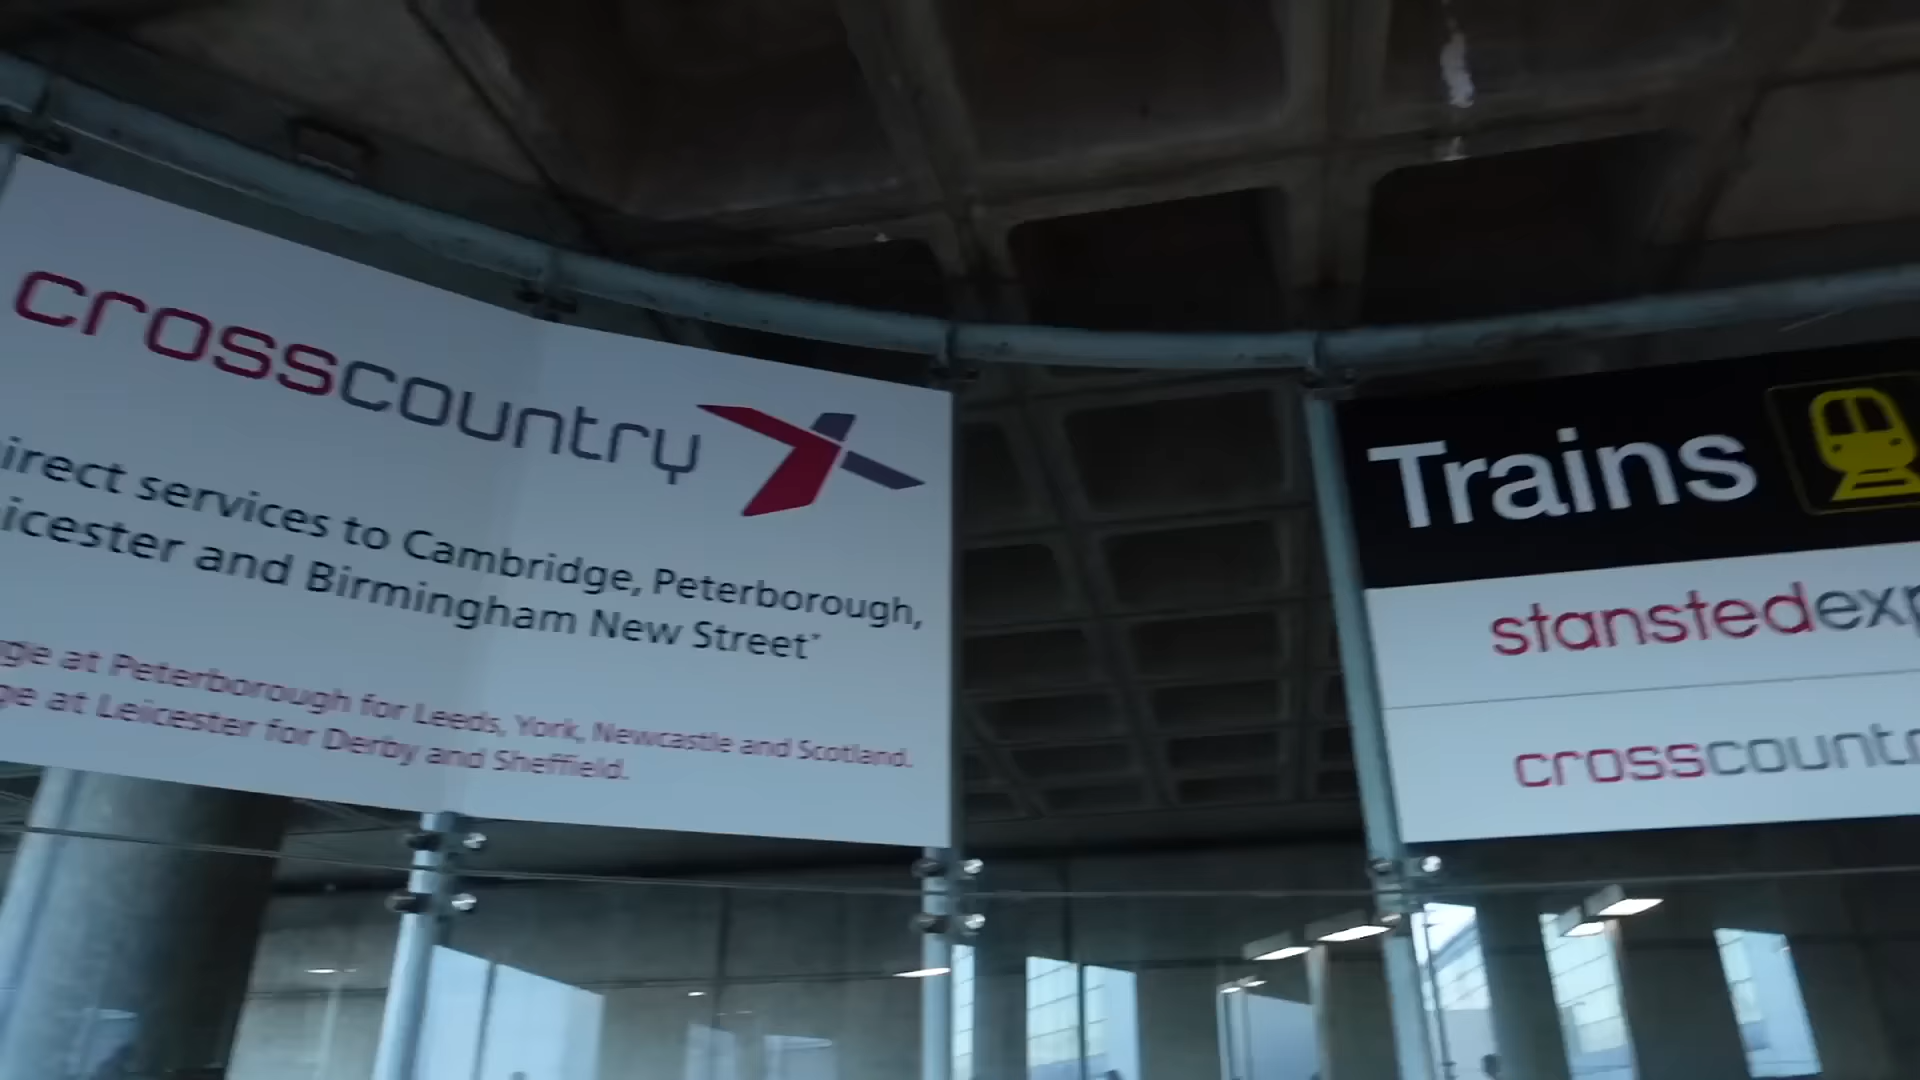 crosscountry
irect services to Cambridge, Peterborough,
icester and Birmingham New Street*
ge at Peterborough for Leeds, York, Newcastle and Scotland.
ge at Leicester for Derby and Sheffield.
Trains
stanstedexp
crosscountr